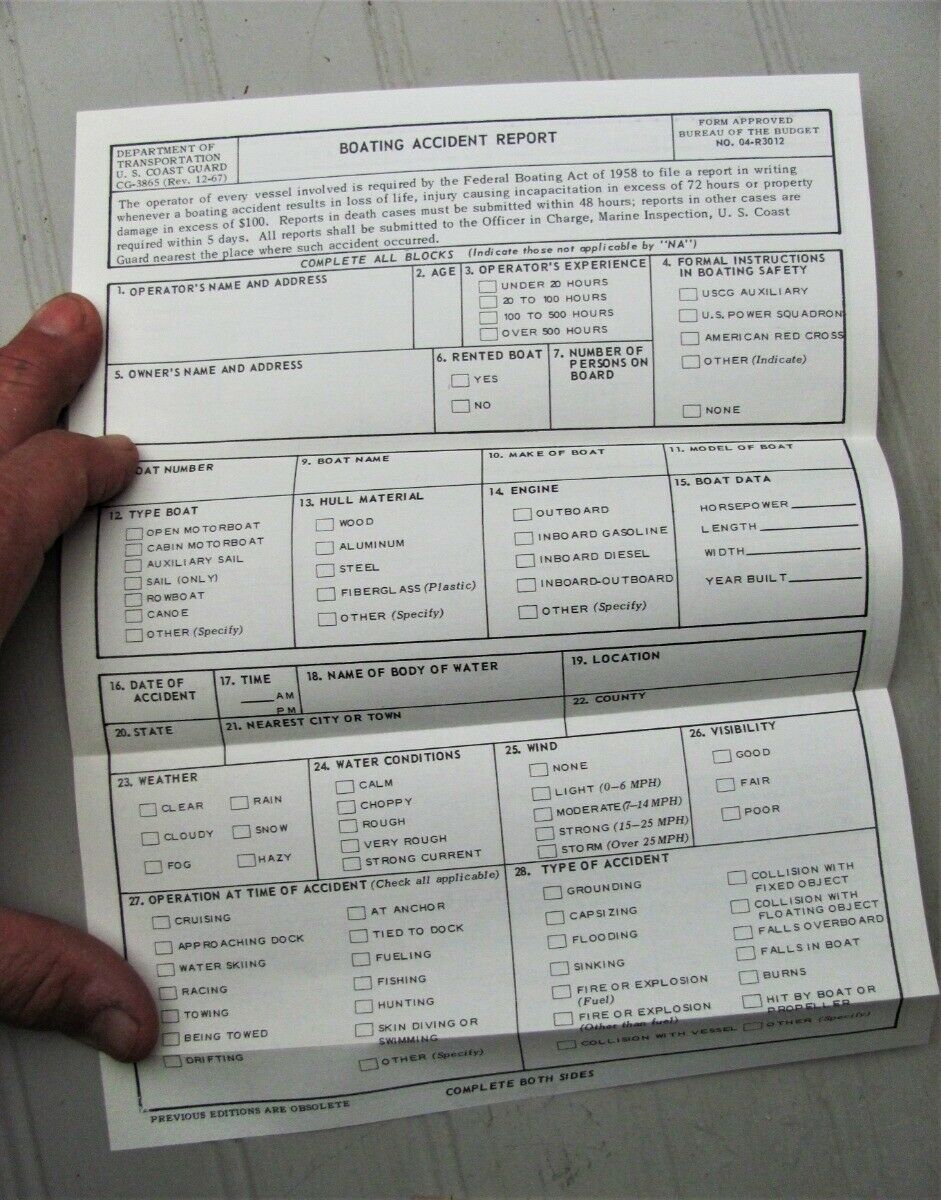 DEPARTMENT OF
TRANSPORTATION
U. S. COAST GUARD
CG-3865 (Rev. 12-67)
BOATING ACCIDENT REPORT
FORM APPROVED
BUREAU OF THE BUDGET
NO. 04-R3012
The operator of every vessel involved is required by the Federal Boating Act of 1958 to file a report in writing
whenever a boating accident results in loss of life, injury causing incapacitation in excess of 72 hours or property
damage in excess of $100. Reports in death cases must be submitted within 48 hours; reports in other cases are
required within 5 days. All reports shall be submitted to the Officer in Charge, Marine Inspection, U. S. Coast
Guard nearest the place where such accident occurred.
COMPLETE ALL BLOCKS (Indicate those not applicable by "NA")
1. OPERATOR'S NAME AND ADDRESS
2. AGE
3. OPERATOR'S EXPERIENCE
UNDER 20 HOURS
20 TO 100 HOURS
100 TO 500 HOURS
OVER 500 HOURS
4. FORMAL INSTRUCTIONS
IN BOATING SAFETY
USCG AUXILIARY
U.S. POWER SQUADRON
AMERICAN RED CROSS
OTHER (Indicate)
NONE
5. OWNER'S NAME AND ADDRESS
6. RENTED BOAT
YES
NO
7. NUMBER OF
PERSONS ON
BOARD
OAT NUMBER
9. BOAT NAME
10. MAKE OF BOAT
11. MODEL OF BOAT
12. TYPE BOAT
OPEN MOTORBOAT
CABIN MOTORBOAT
AUXILIARY SAIL
SAIL (ONLY)
ROWBOAT
CANOE
OTHER (Specify)
13. HULL MATERIAL
WOOD
ALUMINUM
STEEL
FIBERGLASS (Plastic)
OTHER (Specify)
14. ENGINE
OUTBOARD
INBOARD GASOLINE
INBOARD DIESEL
INBOARD-OUTBOARD
OTHER (Specify)
15. BOAT DATA
HORSEPOWER
LENGTH
WIDTH
YEAR BUILT
16. DATE OF
ACCIDENT
17. TIME
AM
PM
18. NAME OF BODY OF WATER
19. LOCATION
20. STATE
21. NEAREST CITY OR TOWN
22. COUNTY
23. WEATHER
CLEAR
RAIN
CLOUDY
SNOW
FOG
HAZY
24. WATER CONDITIONS
CALM
CHOPPY
ROUGH
VERY ROUGH
STRONG CURRENT
25. WIND
NONE
LIGHT (0-6 MPH)
MODERATE (7-14 MPH)
STRONG (15-25 MPH)
STORM (Over 25 MPH)
26. VISIBILITY
GOOD
FAIR
POOR
27. OPERATION AT TIME OF ACCIDENT (Check all applicable)
CRUISING
APPROACHING DOCK
WATER SKIING
RACING
TOWING
BEING TOWED
DRIFTING
AT ANCHOR
TIED TO DOCK
FUELING
FISHING
HUNTING
SKIN DIVING OR
SWIMMING
OTHER (Specify)
28. TYPE OF ACCIDENT
GROUNDING
CAPSIZING
FLOODING
SINKING
FIRE OR EXPLOSION
(Fuel)
FIRE OR EXPLOSION
(Other than fuel)
COLLISION WITH VESSEL
COLLISION WITH
FIXED OBJECT
COLLISION WITH
FLOATING OBJECT
FALLS OVERBOARD
FALLS IN BOAT
BURNS
HIT BY BOAT OR
PROPELLER
OTHER (Specify)
PREVIOUS EDITIONS ARE OBSOLETE
COMPLETE BOTH SIDES